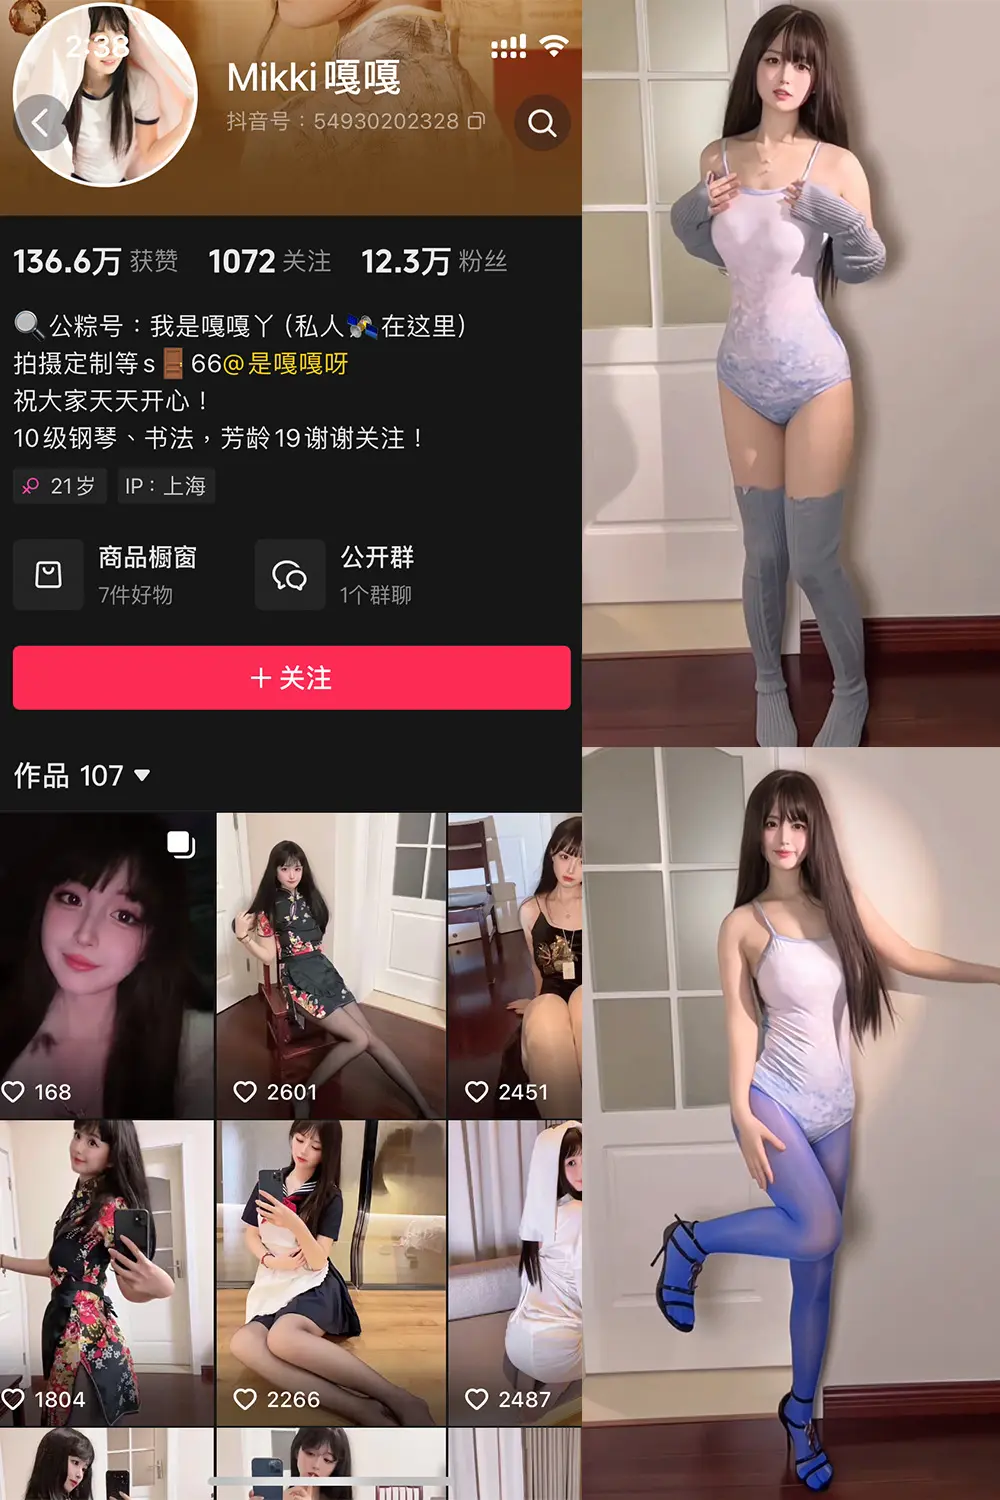 2:38
Mikki嘎嘎
抖音号：54930202328
136.6万 获赞 1072 关注 12.3万 粉丝
🔍公粽号：我是嘎嘎丫 (私人🛰️在这里)
拍摄定制等s🚪66@是嘎嘎呀
祝大家天天开心！
10级钢琴、书法，芳龄19谢谢关注！
21岁 IP：上海
商品橱窗 公开群
7件好物 1个群聊
+ 关注
作品 107
168 2601 2451
1804 2266 2487